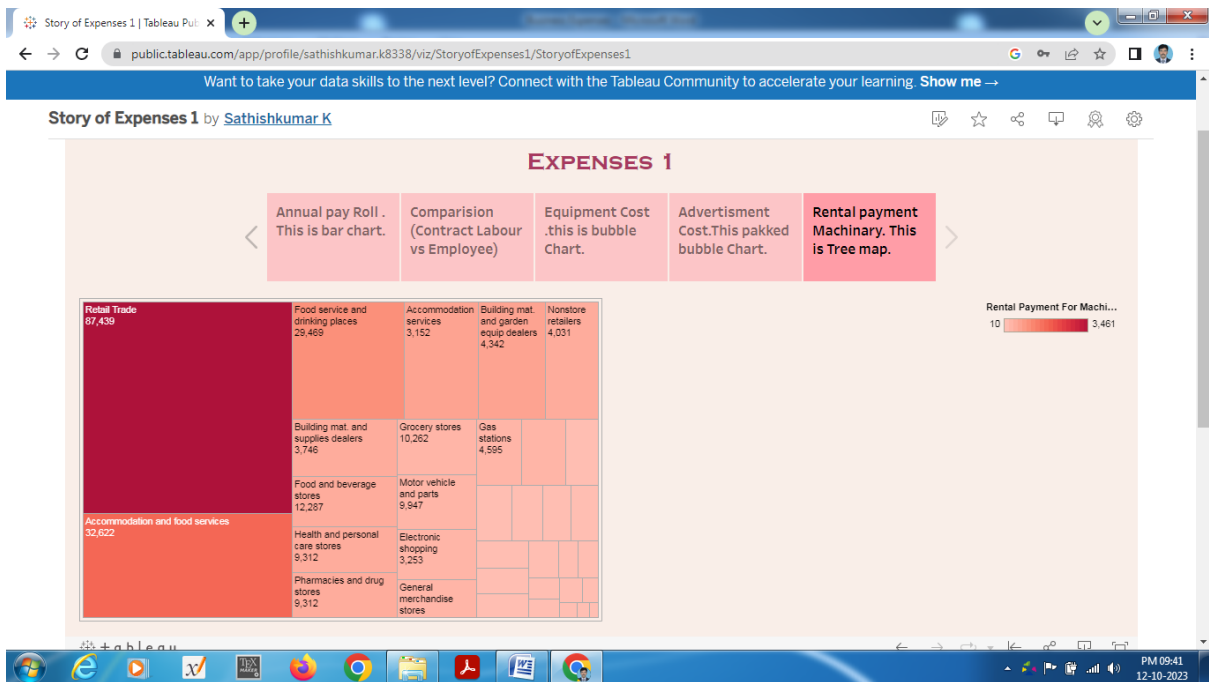 Story of Expenses 1 | Tableau Pub
public.tableau.com/app/profile/sathishkumar.k8338/viz/StoryofExpenses1/StoryofExpenses1
Want to take your data skills to the next level? Connect with the Tableau Community to accelerate your learning. Show me →
Story of Expenses 1 by Sathishkumar K
EXPENSES 1
Annual pay Roll .
This is bar chart.
Comparision
(Contract Labour
vs Employee)
Equipment Cost
.this is bubble
Chart.
Advertisment
Cost.This pakked
bubble Chart.
Rental payment
Machinary. This
is Tree map.
Retail Trade
87,439
Accommodation and food services
32,622
Food service and
drinking places
29,469
Accommodation
services
3,152
Building mat.
and garden
equip dealers
4,342
Nonstore
retailers
4,031
Building mat. and
supplies dealers
3,746
Grocery stores
10,262
Gas
stations
4,595
Food and beverage
stores
12,287
Motor vehicle
and parts
9,947
Health and personal
care stores
9,312
Electronic
shopping
3,253
Pharmacies and drug
stores
9,312
General
merchandise
stores
Rental Payment For Machi...
10 3,461
tableau
PM 09:41
12-10-2023